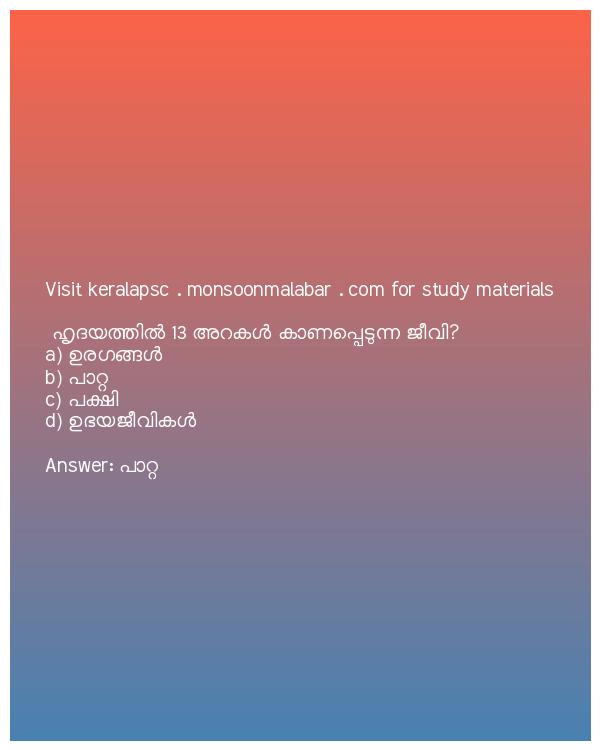 Visit keralapsc . monsoonmalabar . com for study materials
ഹൃദയത്തിൽ 13 അറകൾ കാണപ്പെടുന്ന ജീവി?
a) ഉരഗങ്ങൾ
b) പാറ്റ
c) പക്ഷി
d) ഉഭയജീവികൾ
Answer: പാറ്റ